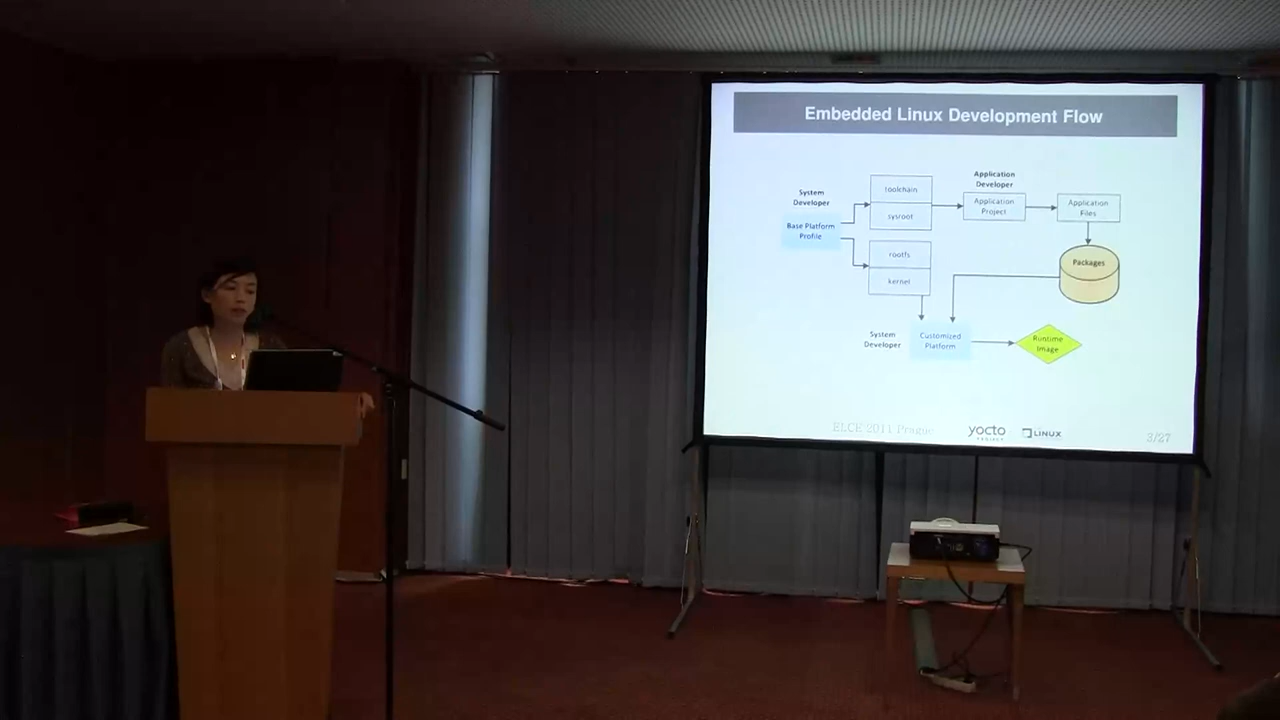 Embedded Linux Development Flow
System
Developer
Base Platform
Profile
toolchain
sysroot
rootfs
kernel
Application
Developer
Application
Project
Application
Files
Packages
System
Developer
Customized
Platform
Runtime
Image
ELCE 2011 Prague
yocto
PROJECT
LINUX
3/27